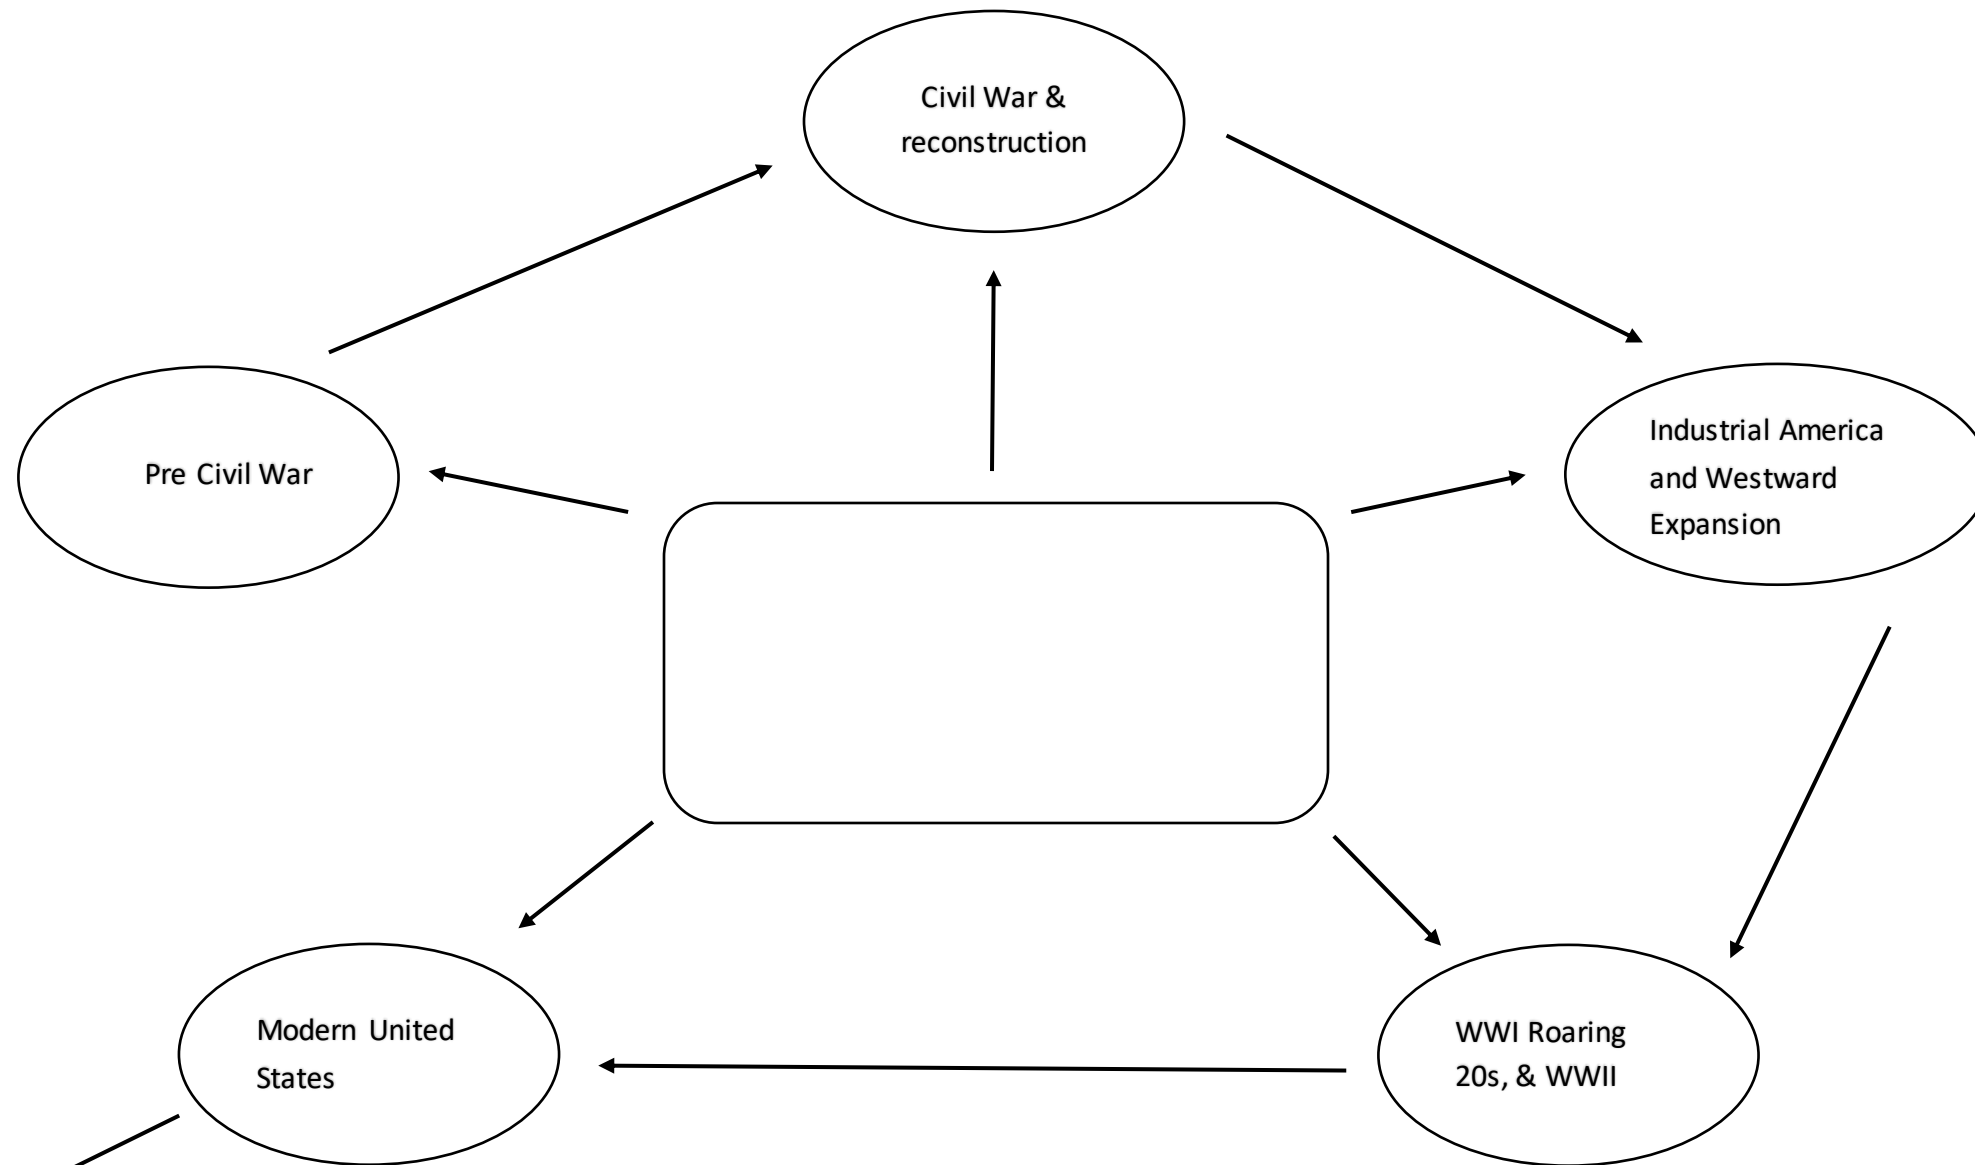 Civil War &
reconstruction
Pre Civil War
Industrial America
and Westward
Expansion
Modern United
States
WWI Roaring
20s, & WWII